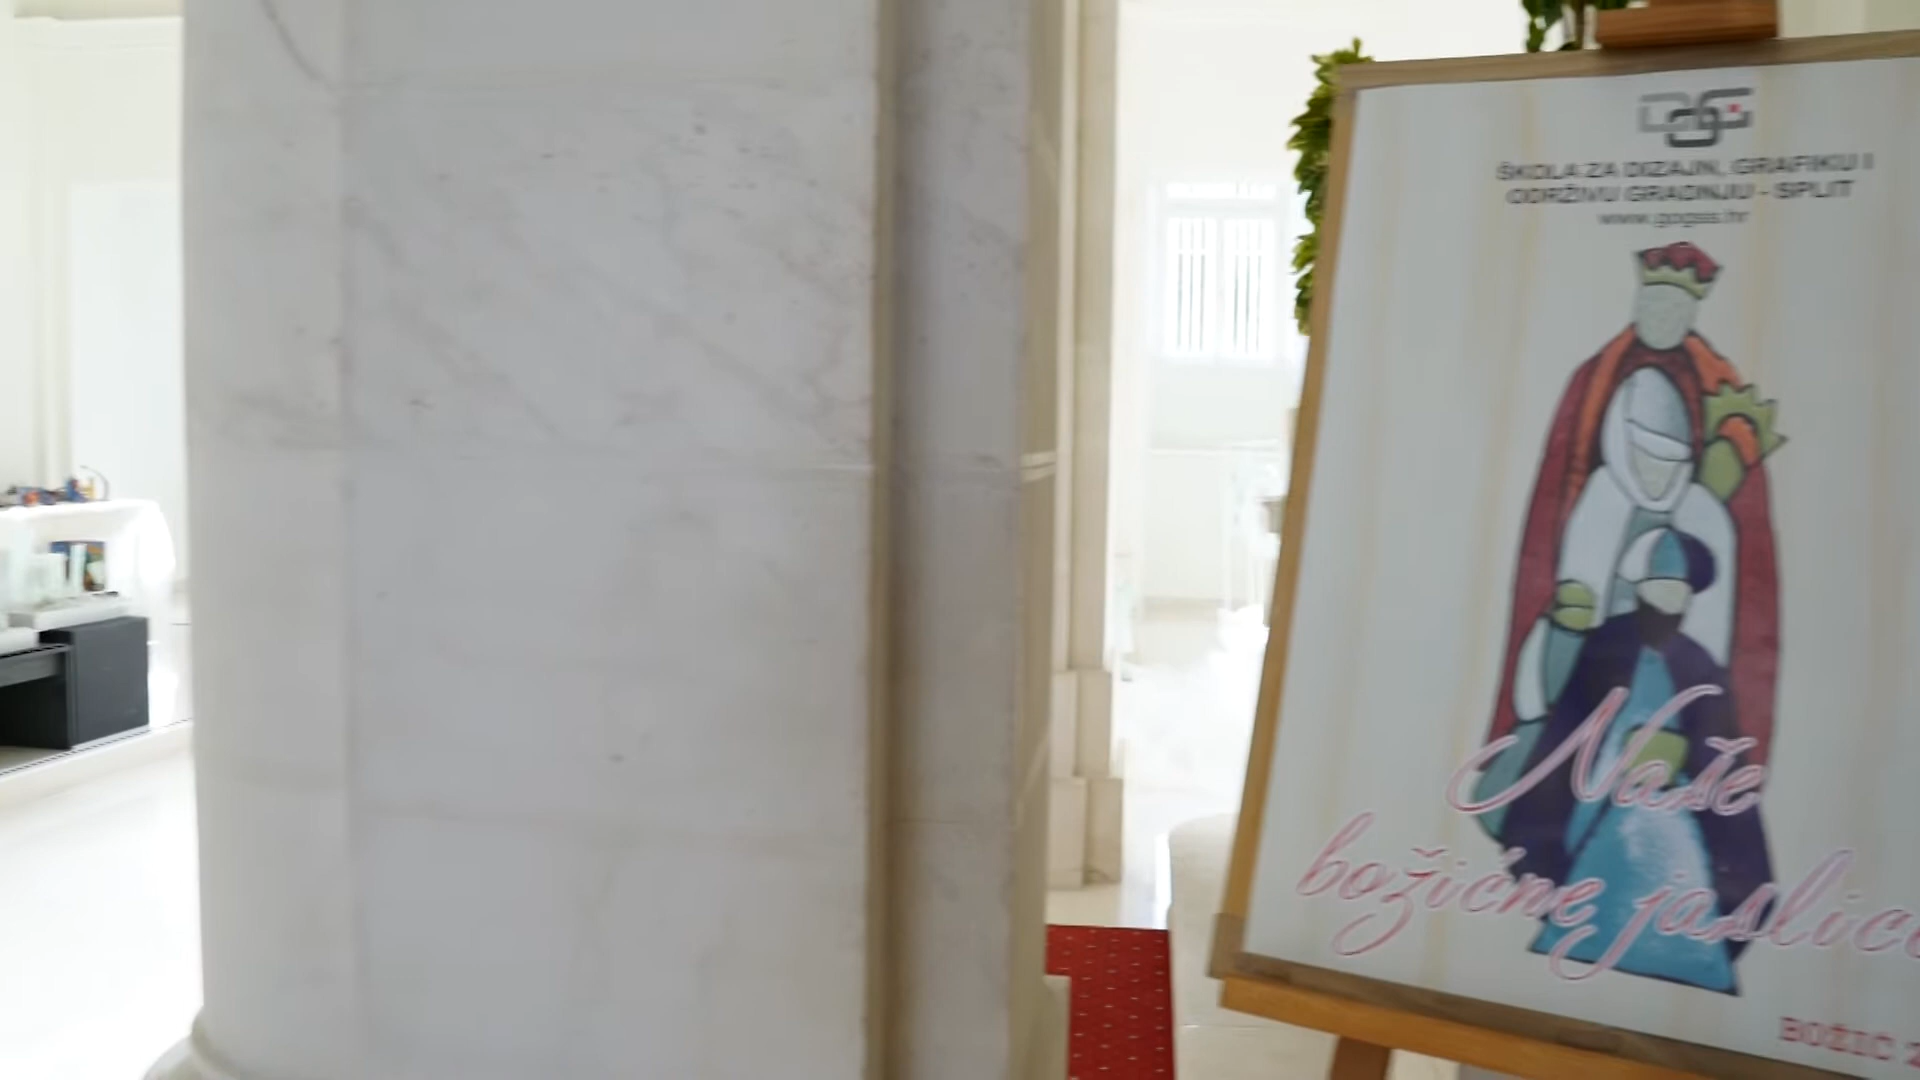 ŠKOLA ZA DIZAJN, GRAFIKU I
ODRŽIVU GRADNJU - SPLIT
www.gogss.hr
Naše
božićne jaslice
BOŽIĆ 2